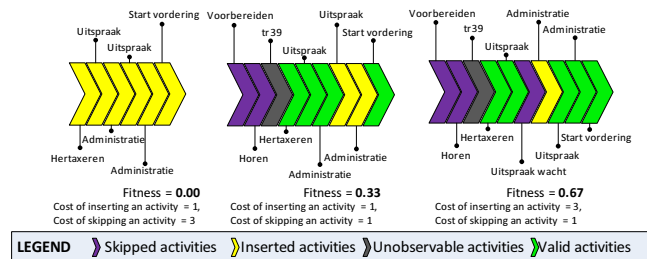 Start vordering
Uitspraak
Uitspraak
Hertaxeren
Administratie
Administratie
Fitness = 0.00
Cost of inserting an activity = 1,
Cost of skipping an activity = 3
Voorbereiden
Uitspraak
tr39
Start vordering
Uitspraak
Hertaxeren
Horen
Administratie
Administratie
Fitness = 0.33
Cost of inserting an activity = 1,
Cost of skipping an activity = 1
Voorbereiden
Administratie
tr39
Administratie
Uitspraak
Hertaxeren
Start vordering
Horen
Uitspraak
Uitspraak wacht
Fitness = 0.67
Cost of inserting an activity = 3,
Cost of skipping an activity = 1
LEGEND Skipped activities Inserted activities Unobservable activities Valid activities